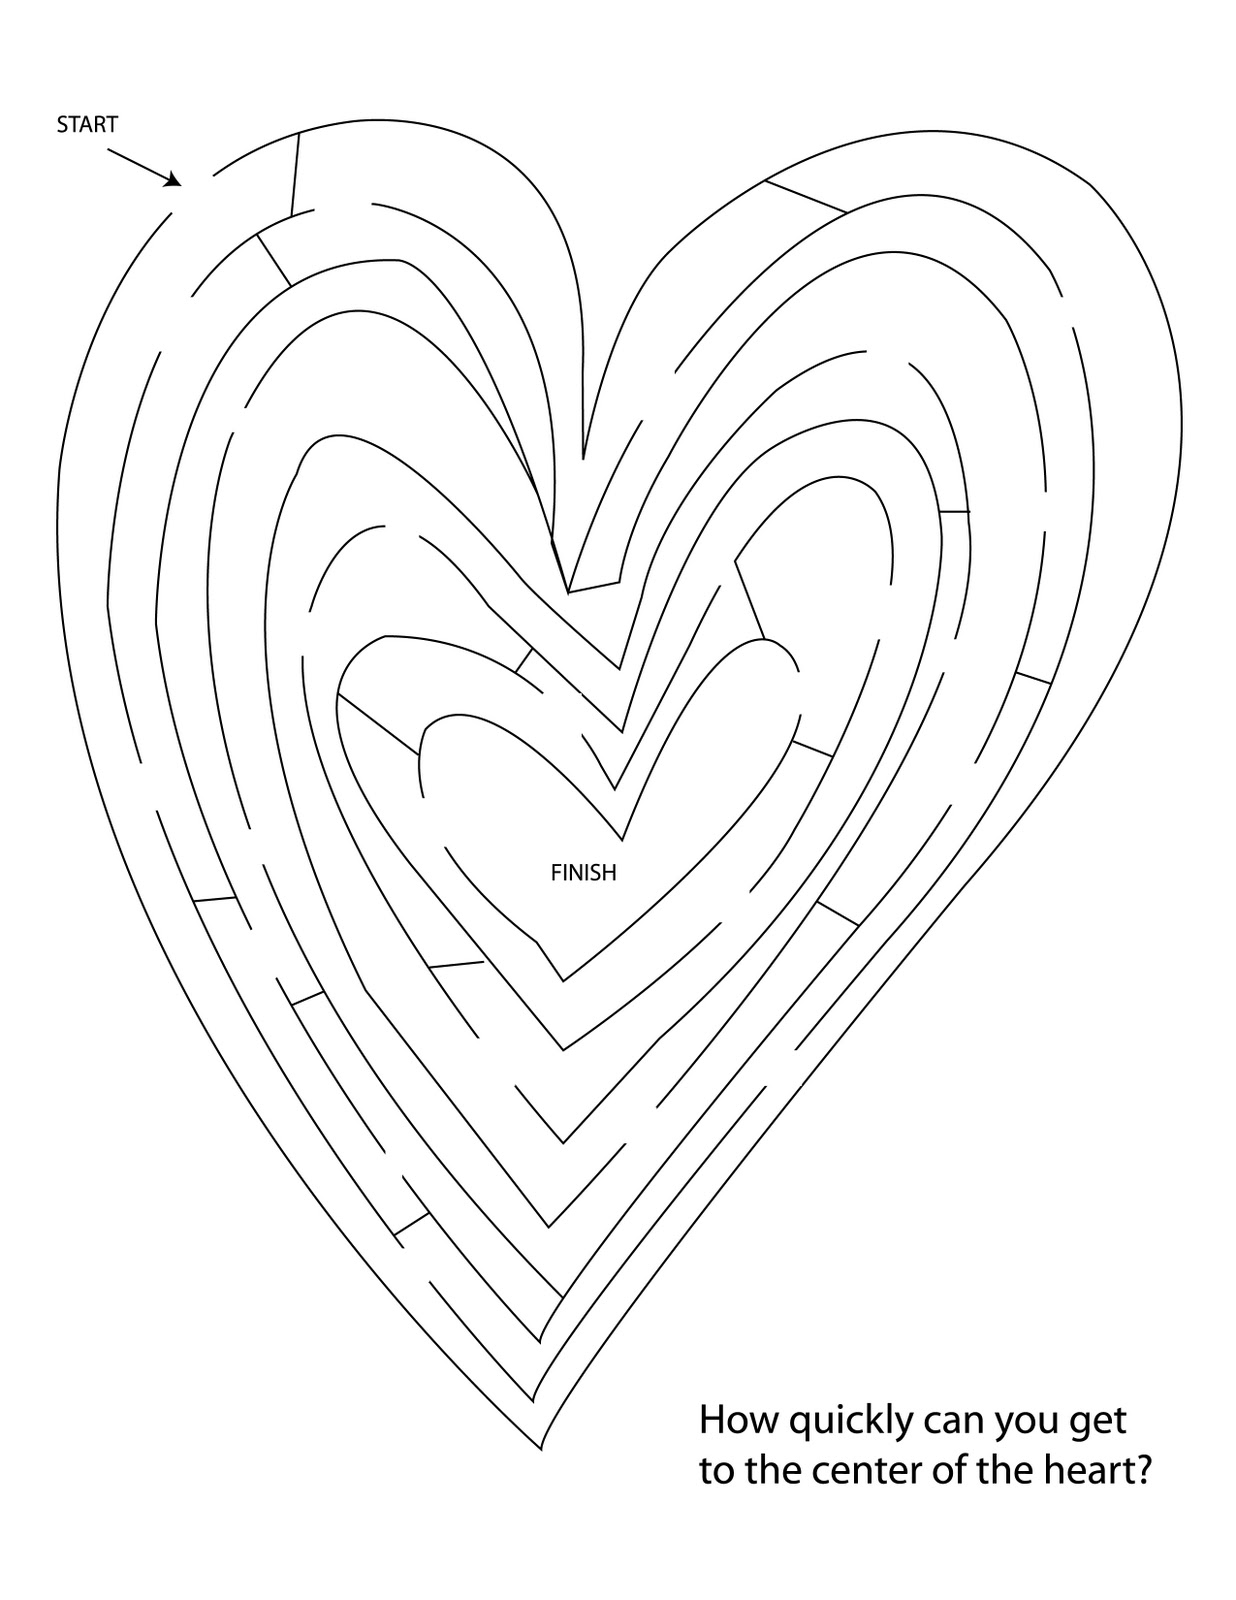 START
FINISH
How quickly can you get
to the center of the heart?